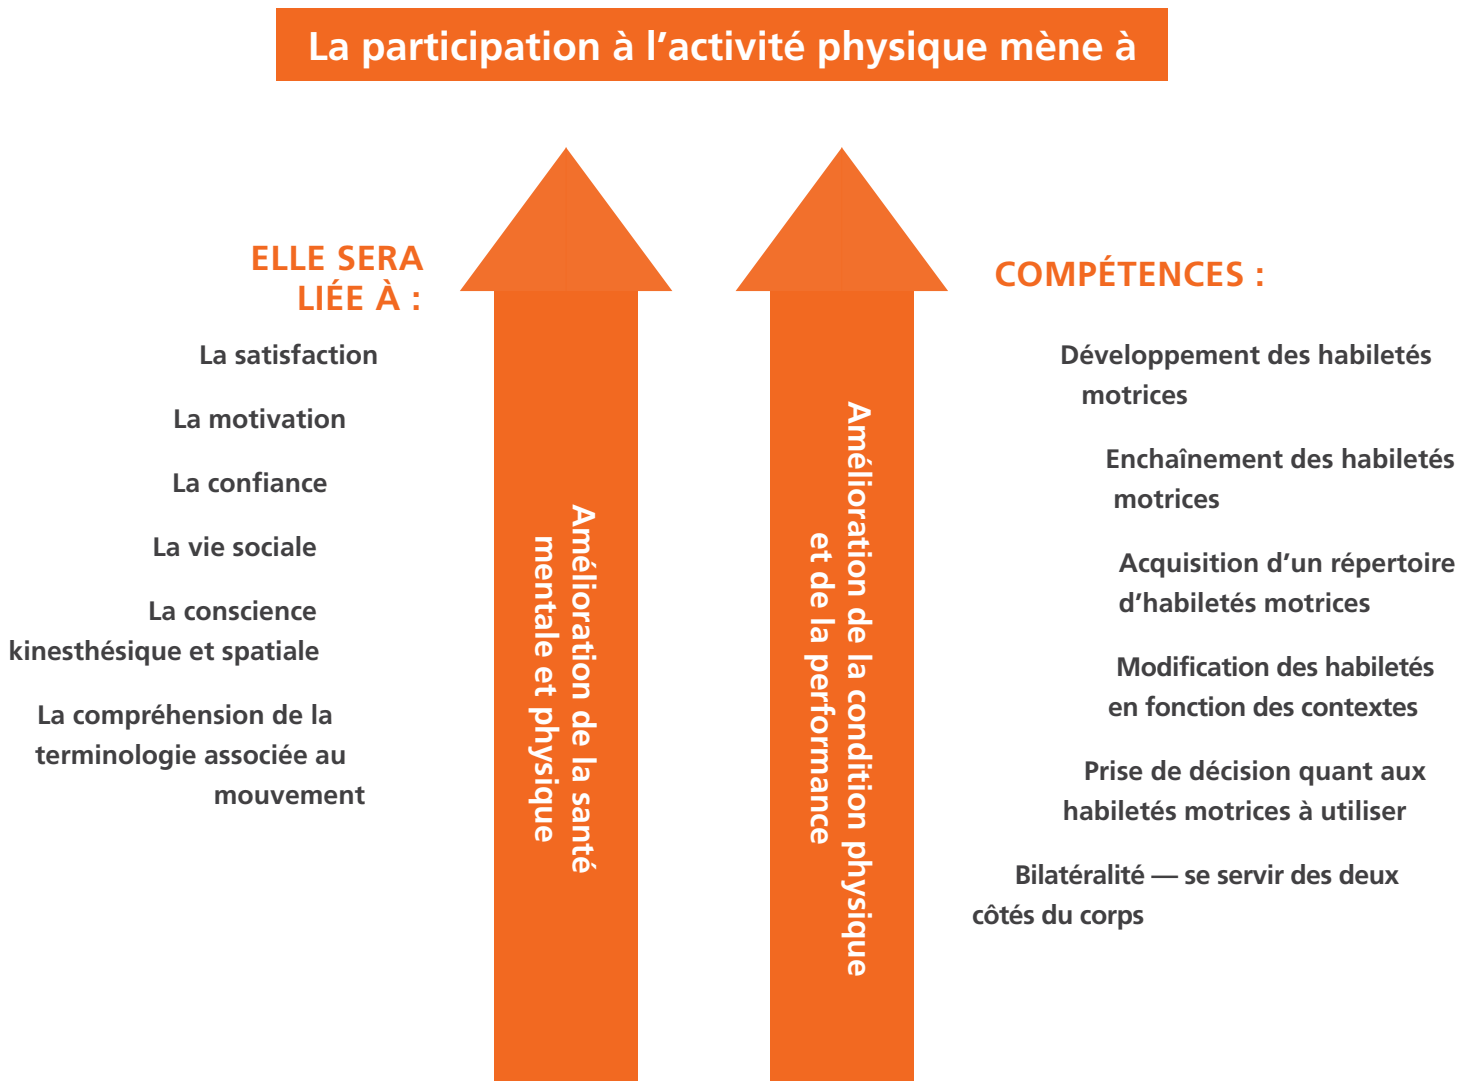 La participation à l’activité physique mène à
ELLE SERA
LIÉE À :
La satisfaction
La motivation
La confiance
La vie sociale
La conscience
kinesthésique et spatiale
La compréhension de la
terminologie associée au
mouvement
Amélioration de la santé
mentale et physique
Amélioration de la condition physique
et de la performance
COMPÉTENCES :
Développement des habiletés
motrices
Enchaînement des habiletés
motrices
Acquisition d’un répertoire
d’habiletés motrices
Modification des habiletés
en fonction des contextes
Prise de décision quant aux
habiletés motrices à utiliser
Bilatéralité — se servir des deux
côtés du corps